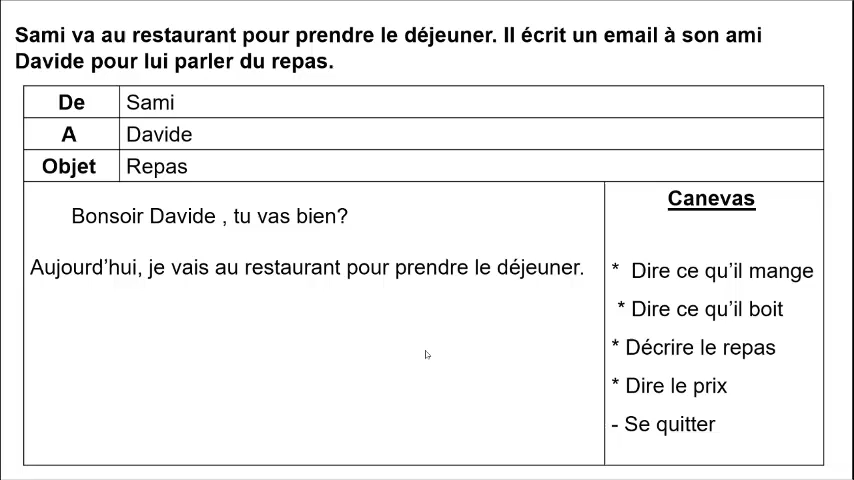 Sami va au restaurant pour prendre le déjeuner. Il écrit un email à son ami
Davide pour lui parler du repas.
De Sami
A Davide
Objet Repas
Bonsoir Davide , tu vas bien?
Aujourd’hui, je vais au restaurant pour prendre le déjeuner.
Canevas
* Dire ce qu’il mange
* Dire ce qu’il boit
* Décrire le repas
* Dire le prix
- Se quitter